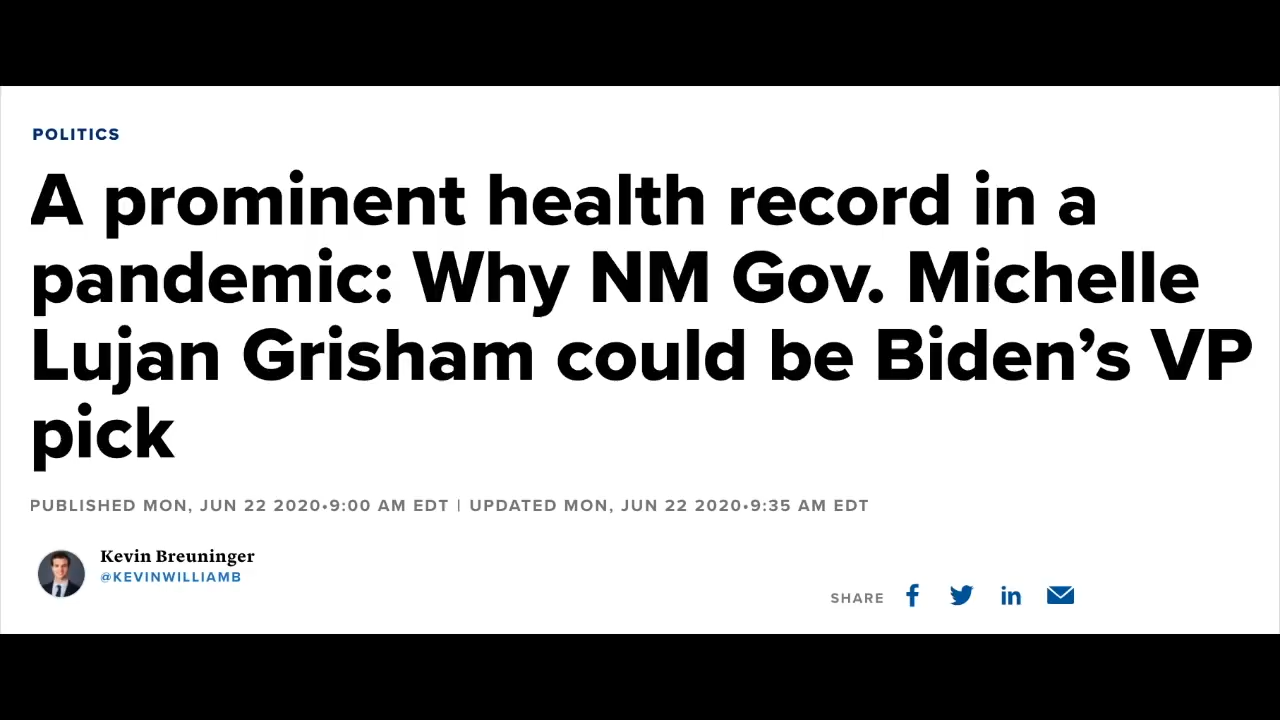 POLITICS
A prominent health record in a
pandemic: Why NM Gov. Michelle
Lujan Grisham could be Biden’s VP
pick
PUBLISHED MON, JUN 22 2020•9:00 AM EDT | UPDATED MON, JUN 22 2020•9:35 AM EDT
Kevin Breuninger
@KEVINWILLIAMB
SHARE